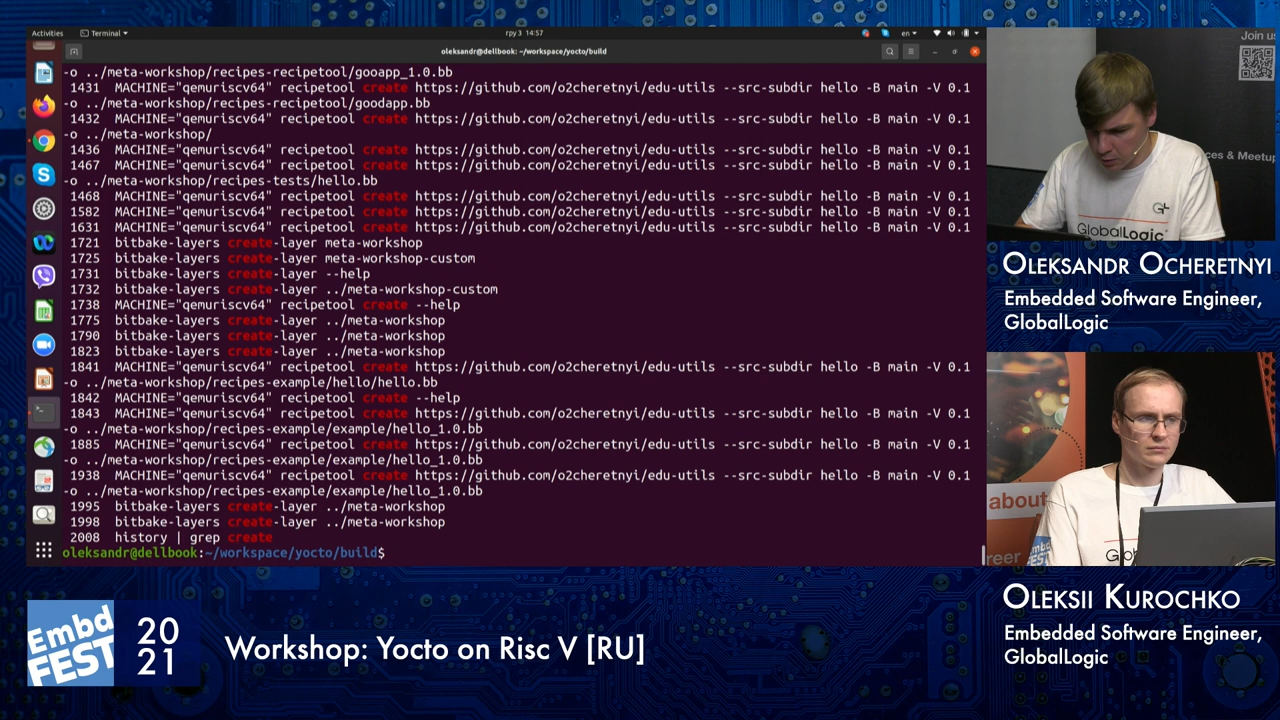 Activities
Terminal
гру 3 14:57
en
oleksandr@dellbook: ~/workspace/yocto/build
-o ../meta-workshop/recipes-recipetool/gooapp_1.0.bb
1431 MACHINE="qemuriscv64" recipetool create https://github.com/o2cheretnyi/edu-utils --src-subdir hello -B main -V 0.1
-o ../meta-workshop/recipes-recipetool/goodapp.bb
1432 MACHINE="qemuriscv64" recipetool create https://github.com/o2cheretnyi/edu-utils --src-subdir hello -B main -V 0.1
-o ../meta-workshop/
1436 MACHINE="qemuriscv64" recipetool create https://github.com/o2cheretnyi/edu-utils --src-subdir hello -B main -V 0.1
1467 MACHINE="qemuriscv64" recipetool create https://github.com/o2cheretnyi/edu-utils --src-subdir hello -B main -V 0.1
-o ../meta-workshop/recipes-tests/hello.bb
1468 MACHINE="qemuriscv64" recipetool create https://github.com/o2cheretnyi/edu-utils --src-subdir hello -B main -V 0.1
1582 MACHINE="qemuriscv64" recipetool create https://github.com/o2cheretnyi/edu-utils --src-subdir hello -B main -V 0.1
1631 MACHINE="qemuriscv64" recipetool create https://github.com/o2cheretnyi/edu-utils --src-subdir hello -B main -V 0.1
1721 bitbake-layers create-layer meta-workshop
1725 bitbake-layers create-layer meta-workshop-custom
1731 bitbake-layers create-layer --help
1732 bitbake-layers create-layer ../meta-workshop-custom
1738 MACHINE="qemuriscv64" recipetool create --help
1775 bitbake-layers create-layer ../meta-workshop
1790 bitbake-layers create-layer ../meta-workshop
1823 bitbake-layers create-layer ../meta-workshop
1841 MACHINE="qemuriscv64" recipetool create https://github.com/o2cheretnyi/edu-utils --src-subdir hello -B main -V 0.1
-o ../meta-workshop/recipes-example/hello/hello.bb
1842 MACHINE="qemuriscv64" recipetool create --help
1843 MACHINE="qemuriscv64" recipetool create https://github.com/o2cheretnyi/edu-utils --src-subdir hello -B main -V 0.1
-o ../meta-workshop/recipes-example/example/hello_1.0.bb
1885 MACHINE="qemuriscv64" recipetool create https://github.com/o2cheretnyi/edu-utils --src-subdir hello -B main -V 0.1
-o ../meta-workshop/recipes-example/example/hello_1.0.bb
1938 MACHINE="qemuriscv64" recipetool create https://github.com/o2cheretnyi/edu-utils --src-subdir hello -B main -V 0.1
-o ../meta-workshop/recipes-example/example/hello_1.0.bb
1995 bitbake-layers create-layer ../meta-workshop
1998 bitbake-layers create-layer ../meta-workshop
2008 history | grep create
oleksandr@dellbook:~/workspace/yocto/build$
Join us
ces & Meetup
GlobalLogic
Oleksandr Ocheretnyi
Embedded Software Engineer,
GlobalLogic
about
reer
Oleksii Kurochko
Embedded Software Engineer,
GlobalLogic
Embd
FEST
20
21
Workshop: Yocto on Risc V [RU]